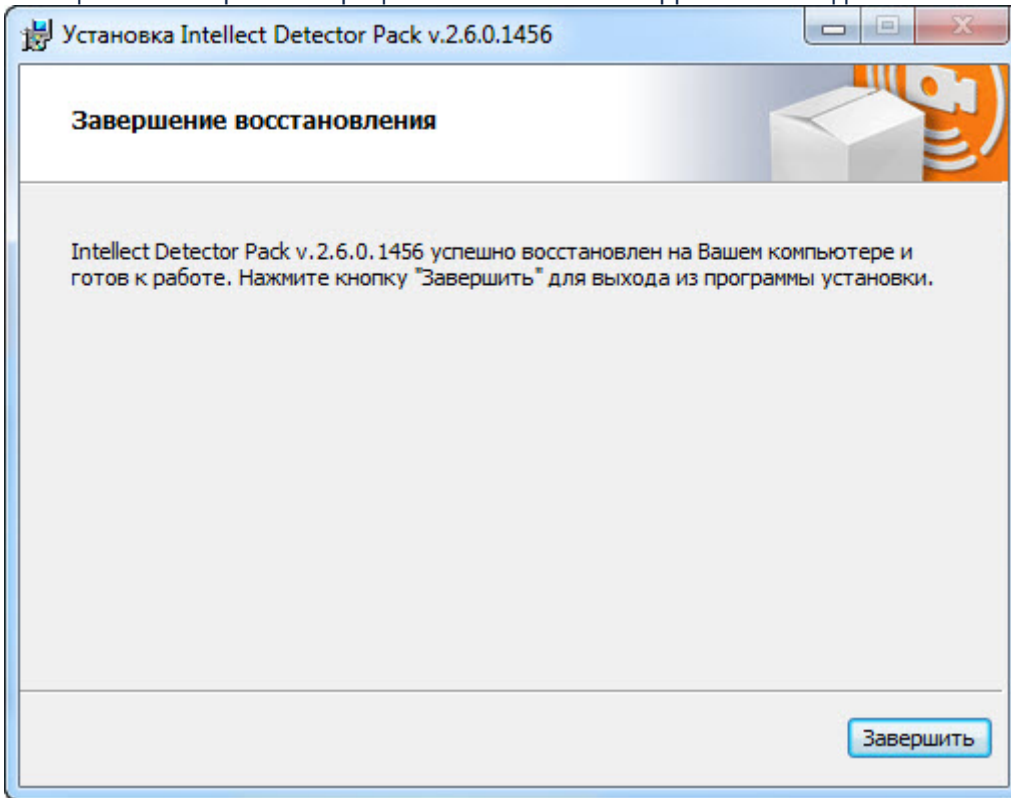 Установка Intellect Detector Pack v.2.6.0.1456
Завершение восстановления
Intellect Detector Pack v.2.6.0.1456 успешно восстановлен на Вашем компьютере и
готов к работе. Нажмите кнопку "Завершить" для выхода из программы установки.
Завершить